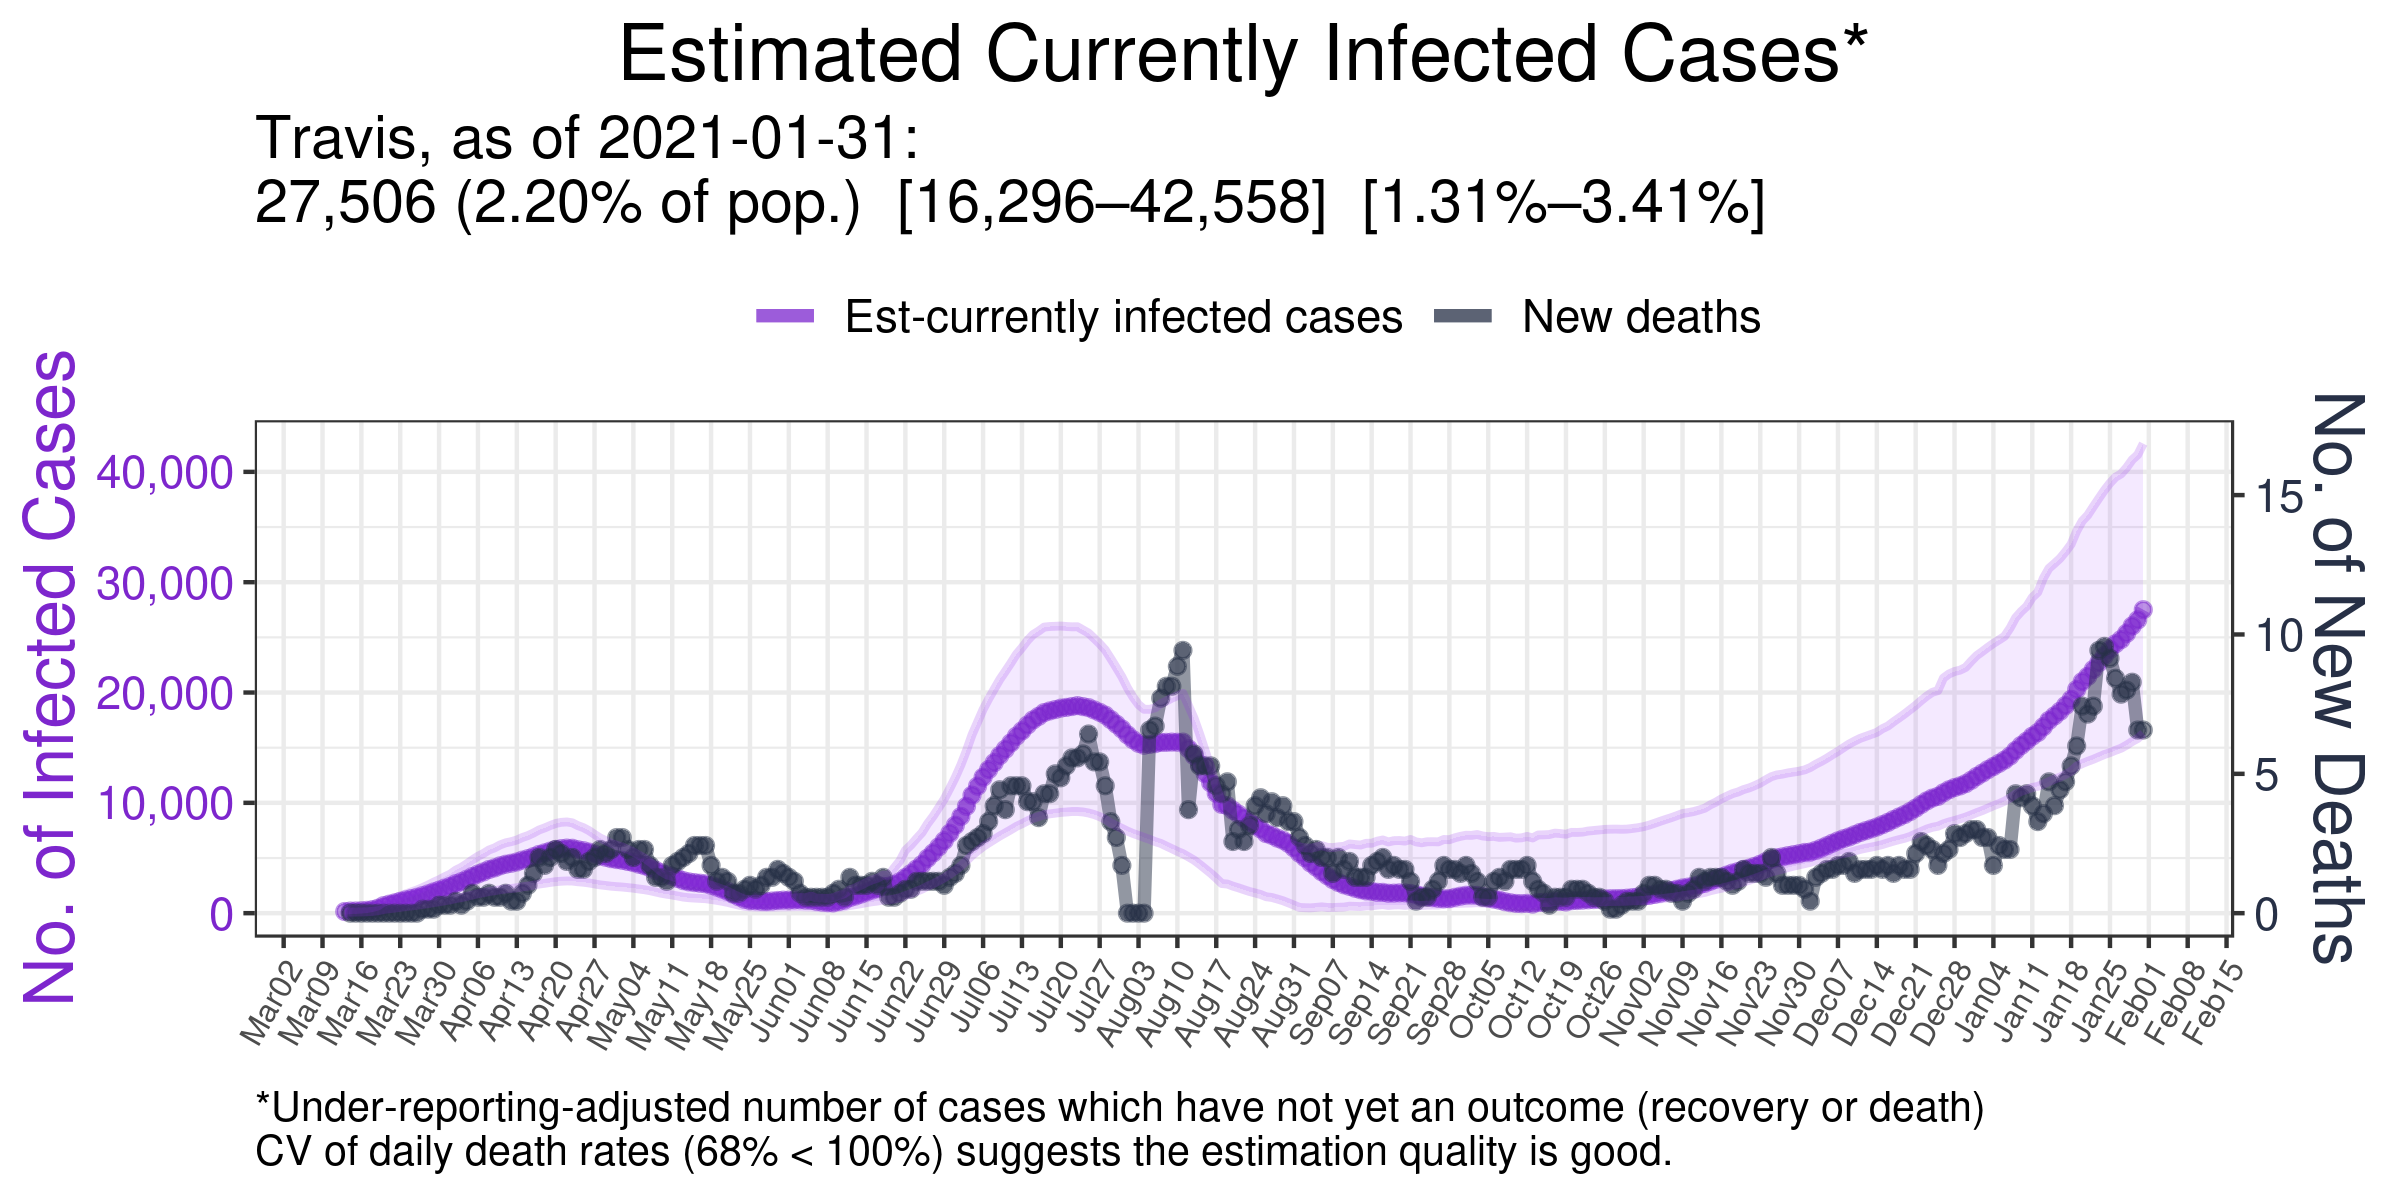 Estimated Currently Infected Cases*
Travis, as of 2021-01-31:
27,506 (2.20% of pop.) [16,296–42,558] [1.31%–3.41%]
Est-currently infected cases
New deaths
No. of Infected Cases
40,000
30,000
20,000
10,000
0
15
10
5
0
No. of New Deaths
Mar02
Mar09
Mar16
Mar23
Mar30
Apr06
Apr13
Apr20
Apr27
May04
May11
May18
May25
Jun01
Jun08
Jun15
Jun22
Jun29
Jul06
Jul13
Jul20
Jul27
Aug03
Aug10
Aug17
Aug24
Aug31
Sep07
Sep14
Sep21
Sep28
Oct05
Oct12
Oct19
Oct26
Nov02
Nov09
Nov16
Nov23
Nov30
Dec07
Dec14
Dec21
Dec28
Jan04
Jan11
Jan18
Jan25
Feb01
Feb08
Feb15
*Under-reporting-adjusted number of cases which have not yet an outcome (recovery or death)
CV of daily death rates (68% < 100%) suggests the estimation quality is good.